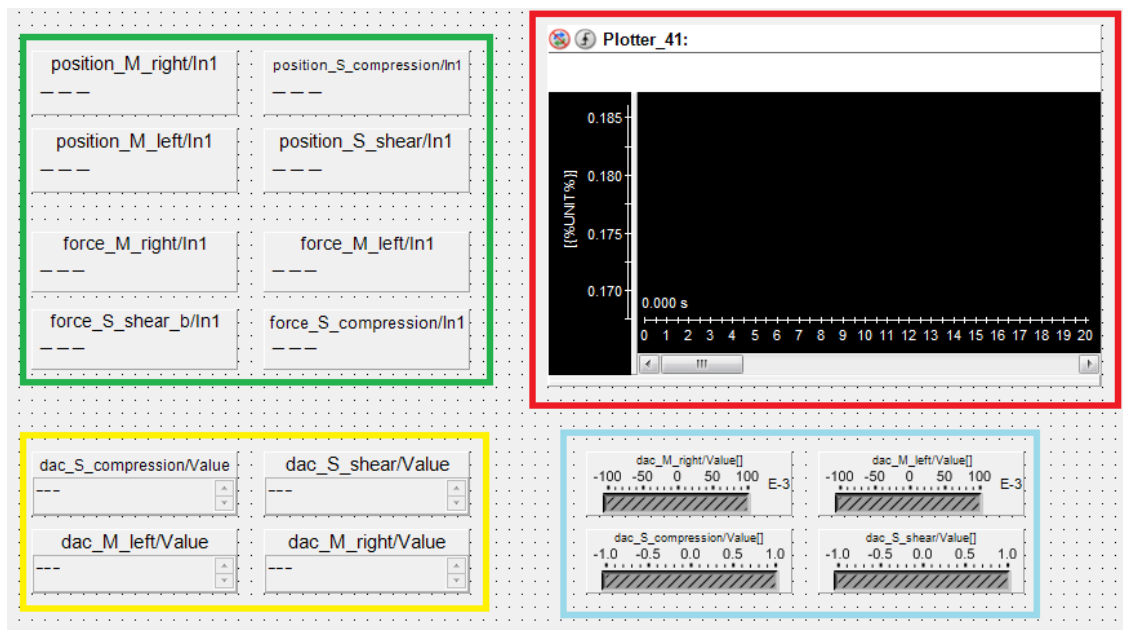 position_M_right/In1 position_S_compression/In1
--- ---
position_M_left/In1 position_S_shear/In1
--- ---
force_M_right/In1 force_M_left/In1
--- ---
force_S_shear_b/In1 force_S_compression/In1
--- ---
Plotter_41:
[{%UNIT%}]
0.185
0.180
0.175
0.170
0.000 s
0 1 2 3 4 5 6 7 8 9 10 11 12 13 14 15 16 17 18 19 20
dac_S_compression/Value dac_S_shear/Value
--- ---
dac_M_left/Value dac_M_right/Value
--- ---
dac_M_right/Value[] dac_M_left/Value[]
-100 -50 0 50 100 E-3 -100 -50 0 50 100 E-3
dac_S_compression/Value[] dac_S_shear/Value[]
-1.0 -0.5 0.0 0.5 1.0 -1.0 -0.5 0.0 0.5 1.0